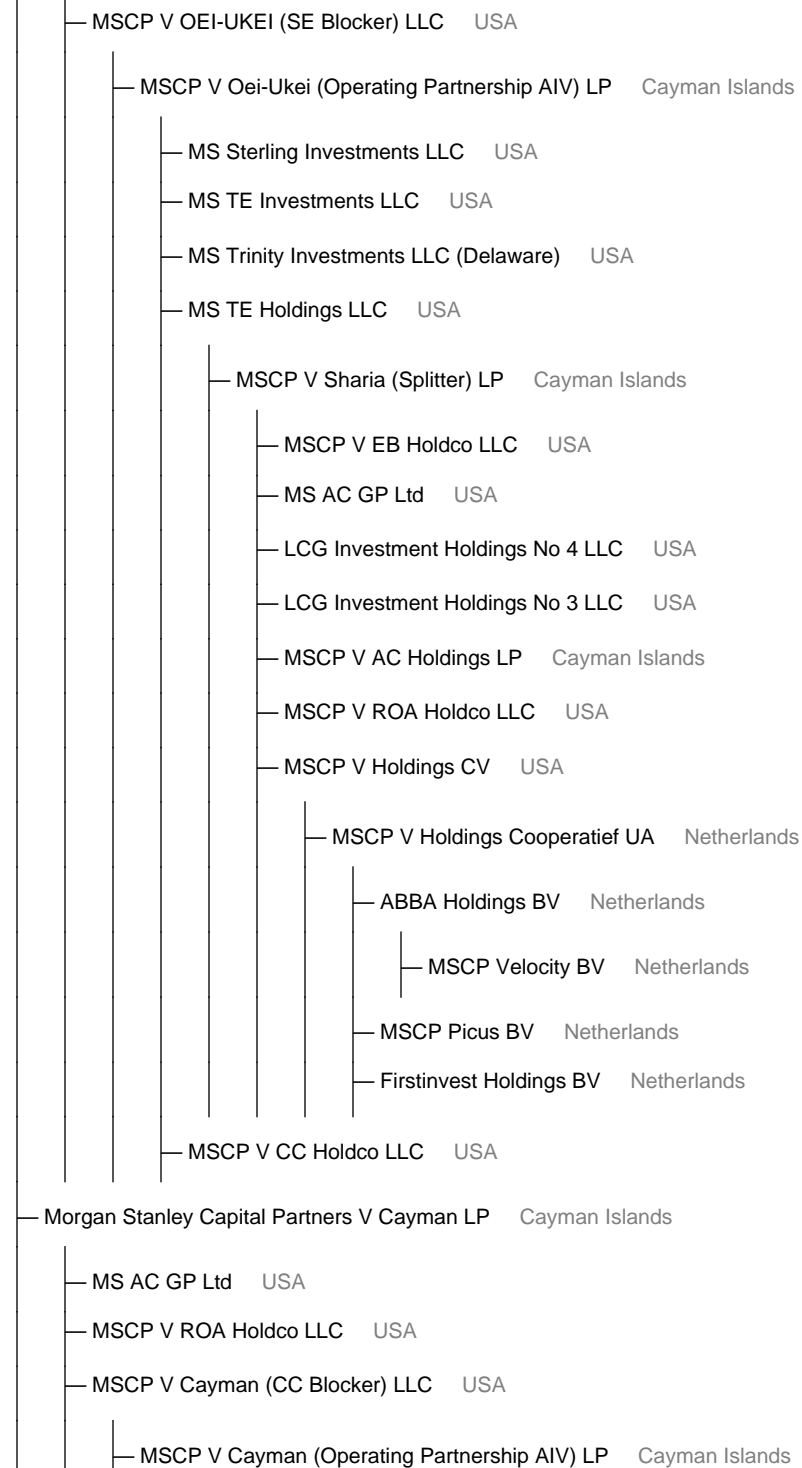 MSCP V OEI-UKEI (SE Blocker) LLC USA
MSCP V Oei-Ukei (Operating Partnership AIV) LP Cayman Islands
MS Sterling Investments LLC USA
MS TE Investments LLC USA
MS Trinity Investments LLC (Delaware) USA
MS TE Holdings LLC USA
MSCP V Sharia (Splitter) LP Cayman Islands
MSCP V EB Holdco LLC USA
MS AC GP Ltd USA
LCG Investment Holdings No 4 LLC USA
LCG Investment Holdings No 3 LLC USA
MSCP V AC Holdings LP Cayman Islands
MSCP V ROA Holdco LLC USA
MSCP V Holdings CV USA
MSCP V Holdings Cooperatief UA Netherlands
ABBA Holdings BV Netherlands
MSCP Velocity BV Netherlands
MSCP Picus BV Netherlands
Firstinvest Holdings BV Netherlands
MSCP V CC Holdco LLC USA
Morgan Stanley Capital Partners V Cayman LP Cayman Islands
MS AC GP Ltd USA
MSCP V ROA Holdco LLC USA
MSCP V Cayman (CC Blocker) LLC USA
MSCP V Cayman (Operating Partnership AIV) LP Cayman Islands